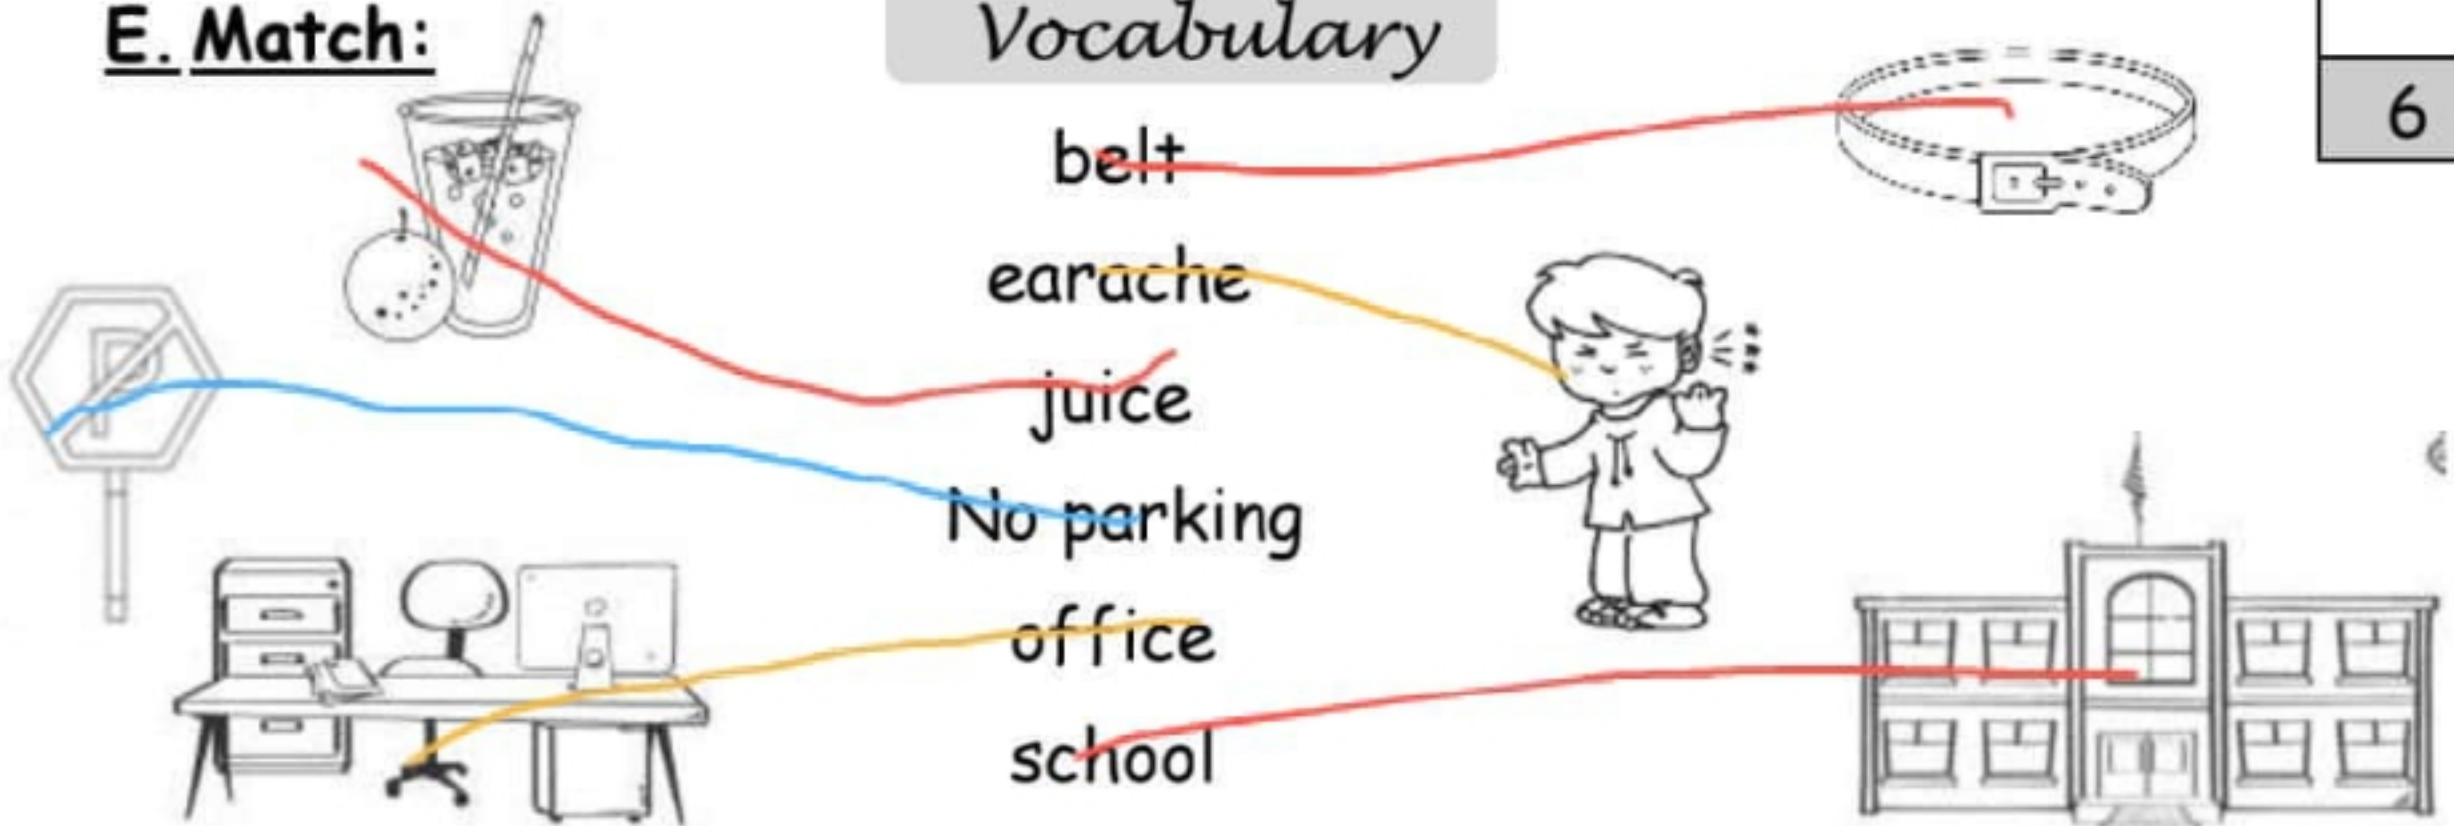 E. Match:
Vocabulary
6
belt
earache
juice
P
No parking
office
school